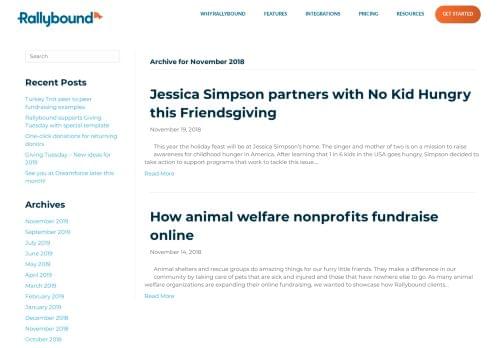 Rallybound
WHY RALLYBOUND FEATURES INTEGRATIONS PRICING RESOURCES GET STARTED
Search
Recent Posts
Turkey Trot peer to peer
fundraising examples
Rallybound supports Giving
Tuesday with special template
One-click donations for returning
donors
Giving Tuesday – New ideas for
2019
See you at Dreamforce later this
month!
Archives
November 2019
September 2019
July 2019
June 2019
May 2019
April 2019
March 2019
February 2019
January 2019
December 2018
November 2018
October 2018
Archive for November 2018
Jessica Simpson partners with No Kid Hungry
this Friendsgiving
November 19, 2018
This year the holiday feast will be at Jessica Simpson's home. The singer and mother of two is on a mission to raise
awareness for childhood hunger in America. After learning that 1 in 6 kids in the USA goes hungry, Simpson decided to
take action to support programs that work to tackle this issue....
Read More
How animal welfare nonprofits fundraise
online
November 14, 2018
Animal shelters and rescue groups do amazing things for our furry little friends. They make a difference in our
community by taking care of pets that are sick and injured and those that have nowhere else to go. As many animal
welfare organizations are expanding their online fundraising, we wanted to showcase how Rallybound clients...
Read More